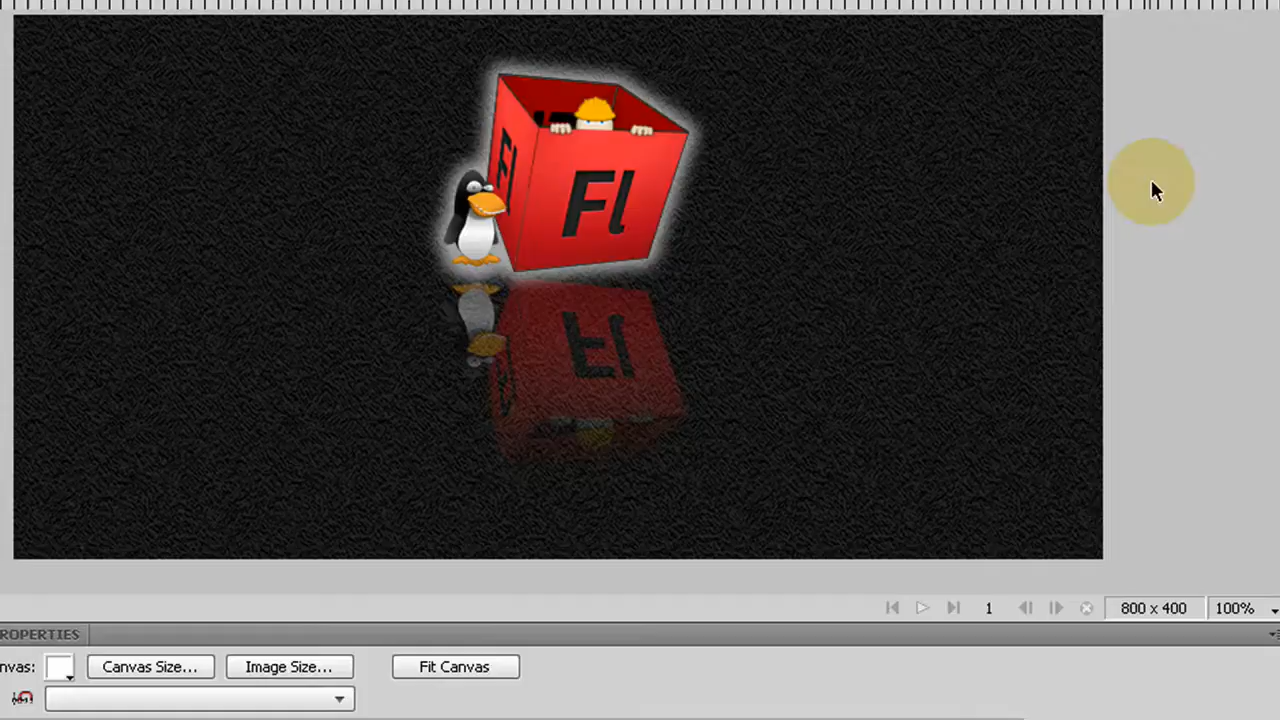 Fl
Fl
1
800 x 400
100%
ROPERTIES
nvas:
Canvas Size...
Image Size...
Fit Canvas